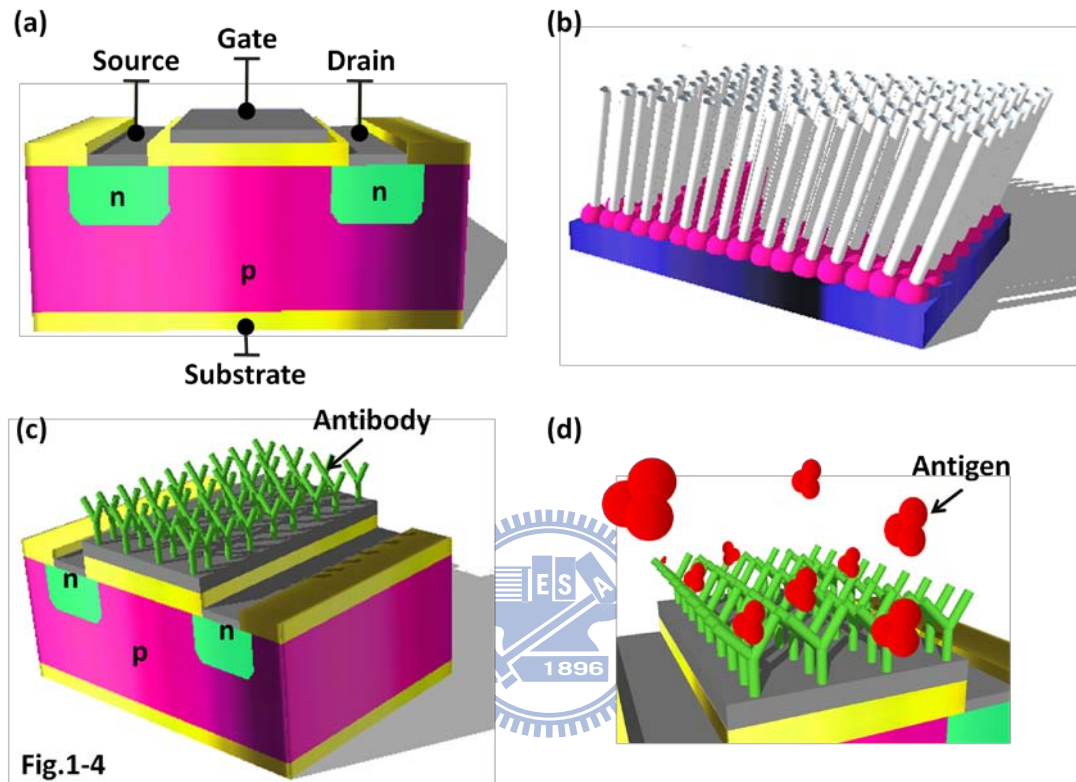 (a)
Gate
Source
Drain
n
n
p
Substrate
(b)
(c)
Antibody
n
n
p
Fig.1-4
(d)
Antigen
E S A
1896